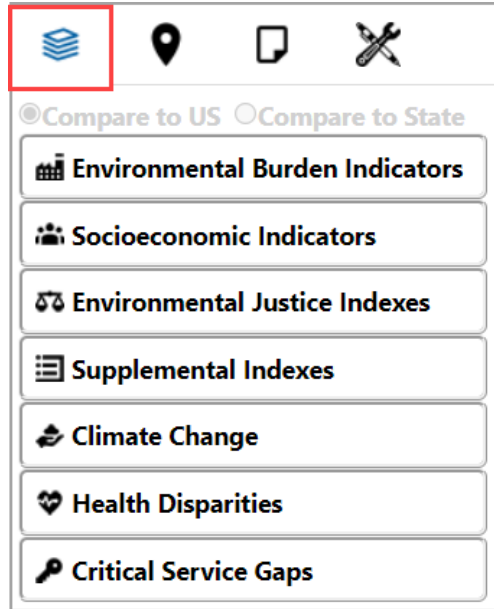 Compare to US Compare to State
Environmental Burden Indicators
Socioeconomic Indicators
Environmental Justice Indexes
Supplemental Indexes
Climate Change
Health Disparities
Critical Service Gaps